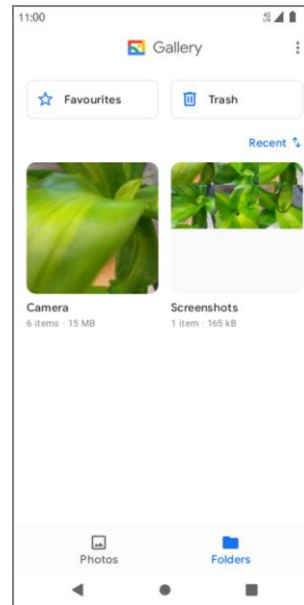 11:00
Gallery
Favourites
Trash
Recent
Camera
6 items · 15 MB
Screenshots
1 item · 165 kB
Photos
Folders